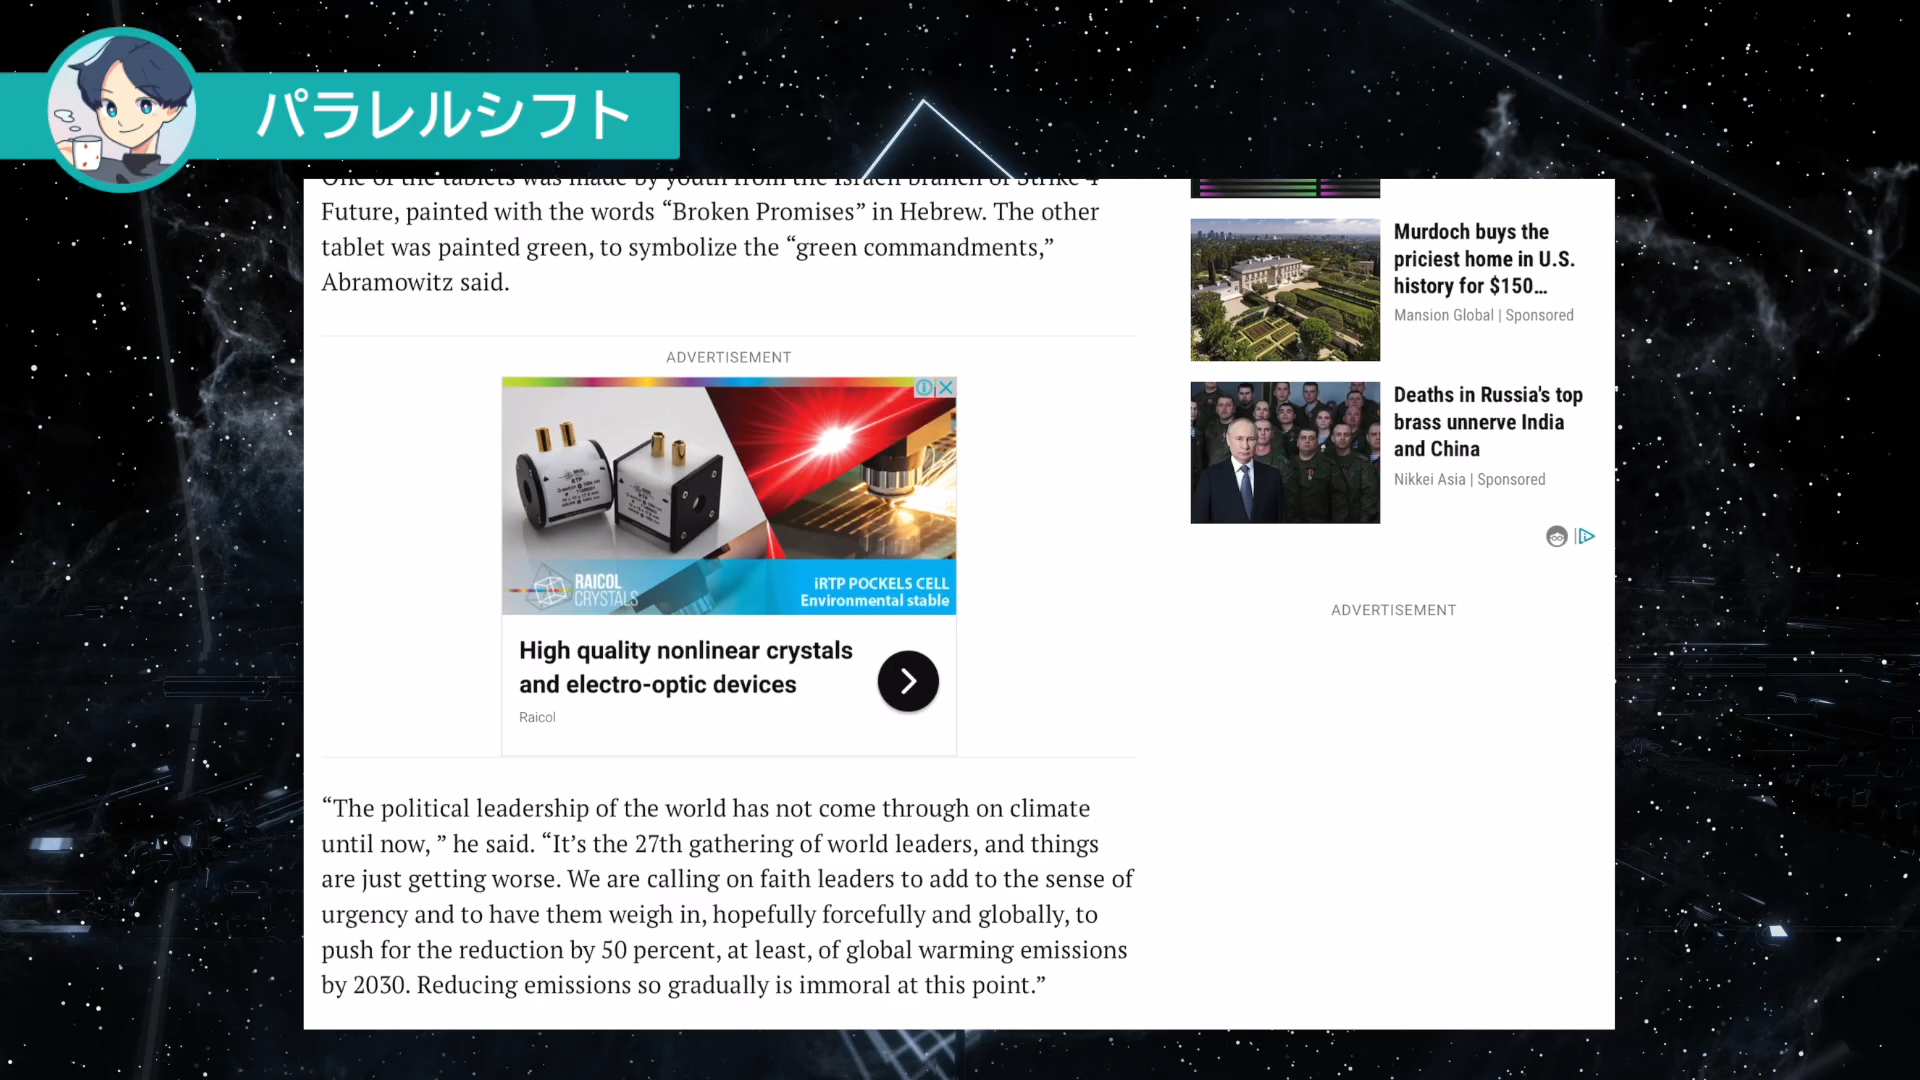 パラレルシフト
One of the tablets was made by youth from the Israeli branch of Strike 4
Future, painted with the words “Broken Promises” in Hebrew. The other
tablet was painted green, to symbolize the “green commandments,”
Abramowitz said.
ADVERTISEMENT
RAICOL
CRYSTALS
iRTP POCKELS CELL
Environmental stable
High quality nonlinear crystals
and electro-optic devices
Raicol
“The political leadership of the world has not come through on climate
until now, ” he said. “It’s the 27th gathering of world leaders, and things
are just getting worse. We are calling on faith leaders to add to the sense of
urgency and to have them weigh in, hopefully forcefully and globally, to
push for the reduction by 50 percent, at least, of global warming emissions
by 2030. Reducing emissions so gradually is immoral at this point.”
Murdoch buys the
priciest home in U.S.
history for $150...
Mansion Global | Sponsored
Deaths in Russia's top
brass unnerve India
and China
Nikkei Asia | Sponsored
ADVERTISEMENT